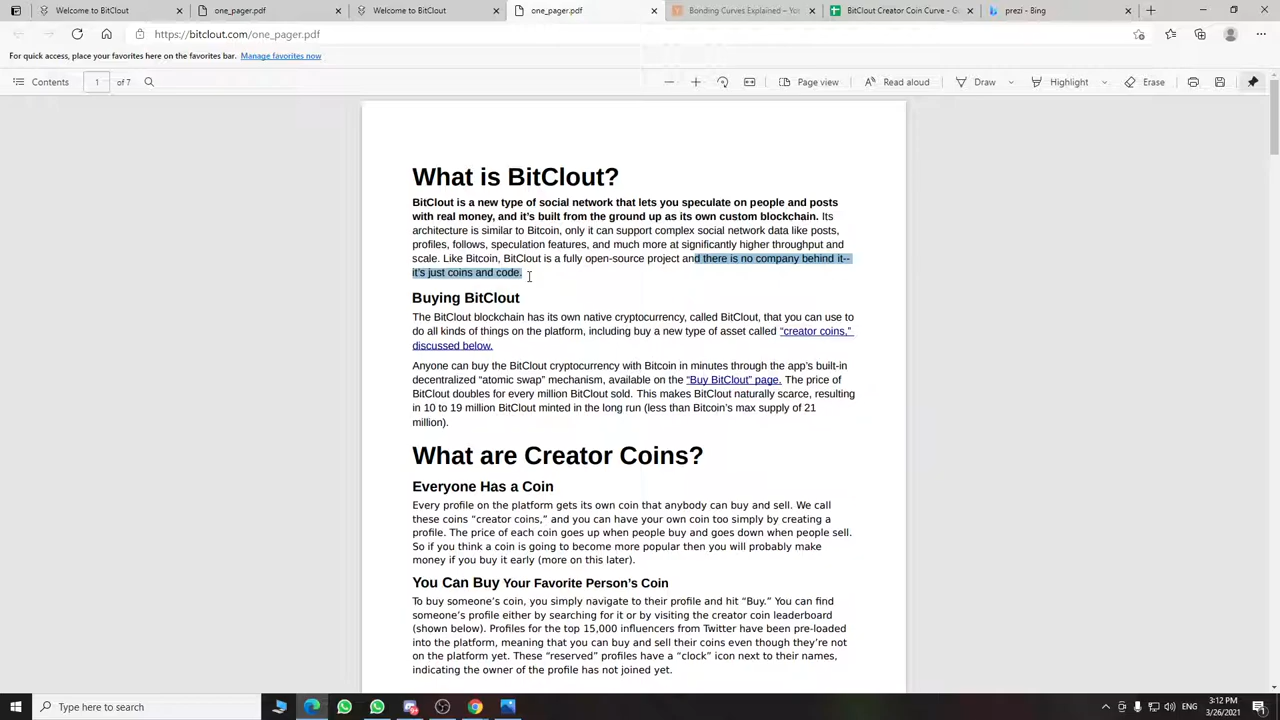 Welcome to BitClout
one_pager.pdf
Welcome to BitClout
one_pager.pdf
Bonding Curves Explained – Yo
BitClout Creator Coin Curve - G
prezi - Bing
https://bitclout.com/one_pager.pdf
For quick access, place your favorites here on the favorites bar. Manage favorites now
Contents
1
of 7
Page view
Read aloud
Draw
Highlight
Erase
What is BitClout?
BitClout is a new type of social network that lets you speculate on people and posts
with real money, and it's built from the ground up as its own custom blockchain. Its
architecture is similar to Bitcoin, only it can support complex social network data like posts,
profiles, follows, speculation features, and much more at significantly higher throughput and
scale. Like Bitcoin, BitClout is a fully open-source project and there is no company behind it--
it's just coins and code.
Buying BitClout
The BitClout blockchain has its own native cryptocurrency, called BitClout, that you can use to
do all kinds of things on the platform, including buy a new type of asset called “creator coins,”
discussed below.
Anyone can buy the BitClout cryptocurrency with Bitcoin in minutes through the app's built-in
decentralized “atomic swap” mechanism, available on the “Buy BitClout” page. The price of
BitClout doubles for every million BitClout sold. This makes BitClout naturally scarce, resulting
in 10 to 19 million BitClout minted in the long run (less than Bitcoin's max supply of 21
million).
What are Creator Coins?
Everyone Has a Coin
Every profile on the platform gets its own coin that anybody can buy and sell. We call
these coins “creator coins,” and you can have your own coin too simply by creating a
profile. The price of each coin goes up when people buy and goes down when people sell.
So if you think a coin is going to become more popular then you will probably make
money if you buy it early (more on this later).
You Can Buy Your Favorite Person's Coin
To buy someone's coin, you simply navigate to their profile and hit “Buy.” You can find
someone's profile either by searching for it or by visiting the creator coin leaderboard
(shown below). Profiles for the top 15,000 influencers from Twitter have been pre-loaded
into the platform, meaning that you can buy and sell their coins even though they're not
on the platform yet. These “reserved” profiles have a “clock” icon next to their names,
indicating the owner of the profile has not joined yet.
Type here to search
ENG
3:12 PM
3/26/2021